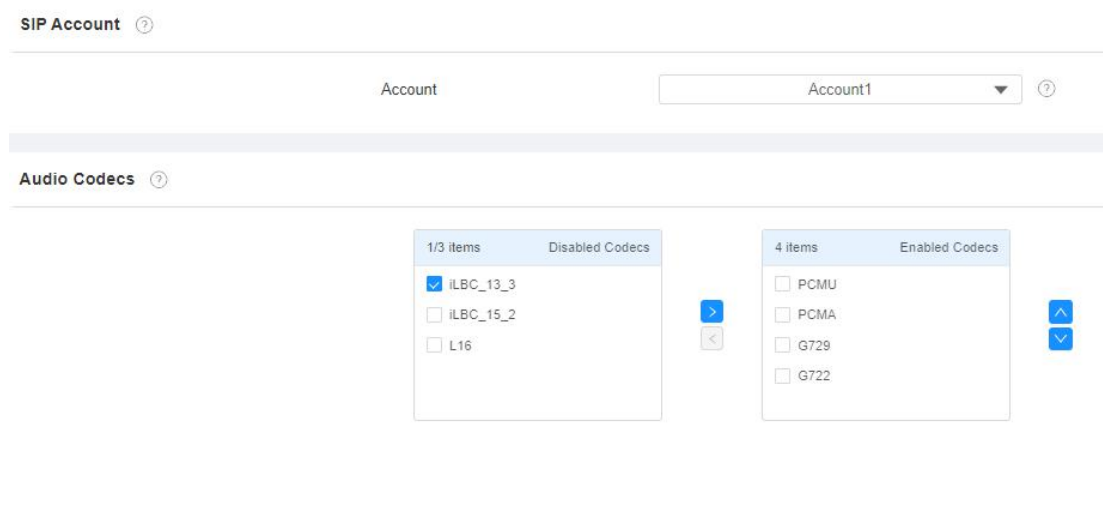 SIP Account
Account
Account1
Audio Codecs
1/3 items Disabled Codecs
iLBC_13_3
iLBC_15_2
L16
4 items Enabled Codecs
PCMU
PCMA
G729
G722